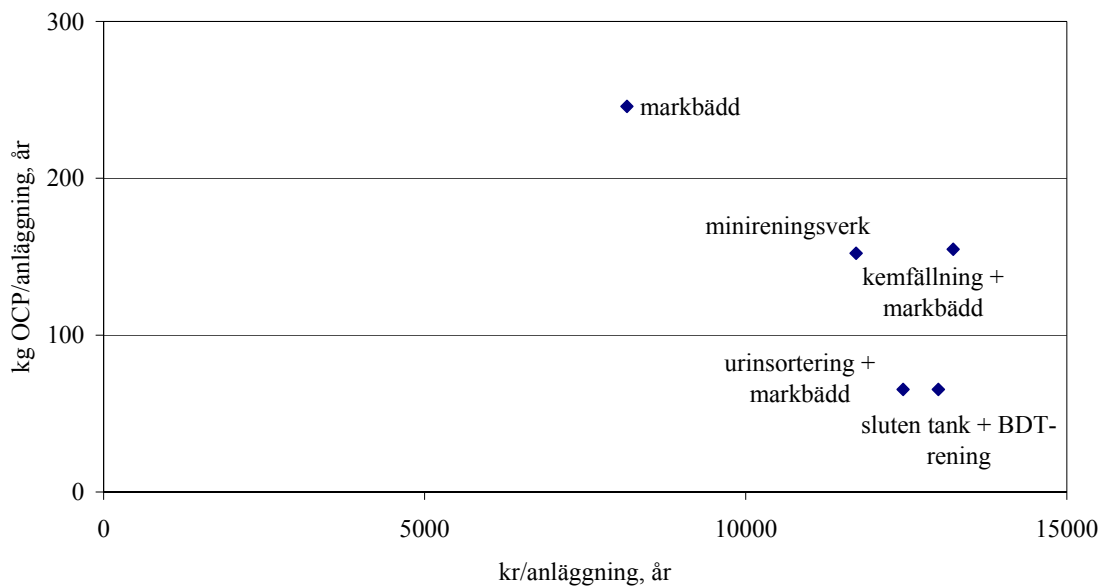 300
markbädd
200
minireningsverk
kemfällning +
markbädd
100
urinsortering +
markbädd
sluten tank + BDT-
rening
0
0 5000 10000 15000
kg OCP/anläggning, år
kr/anläggning, år